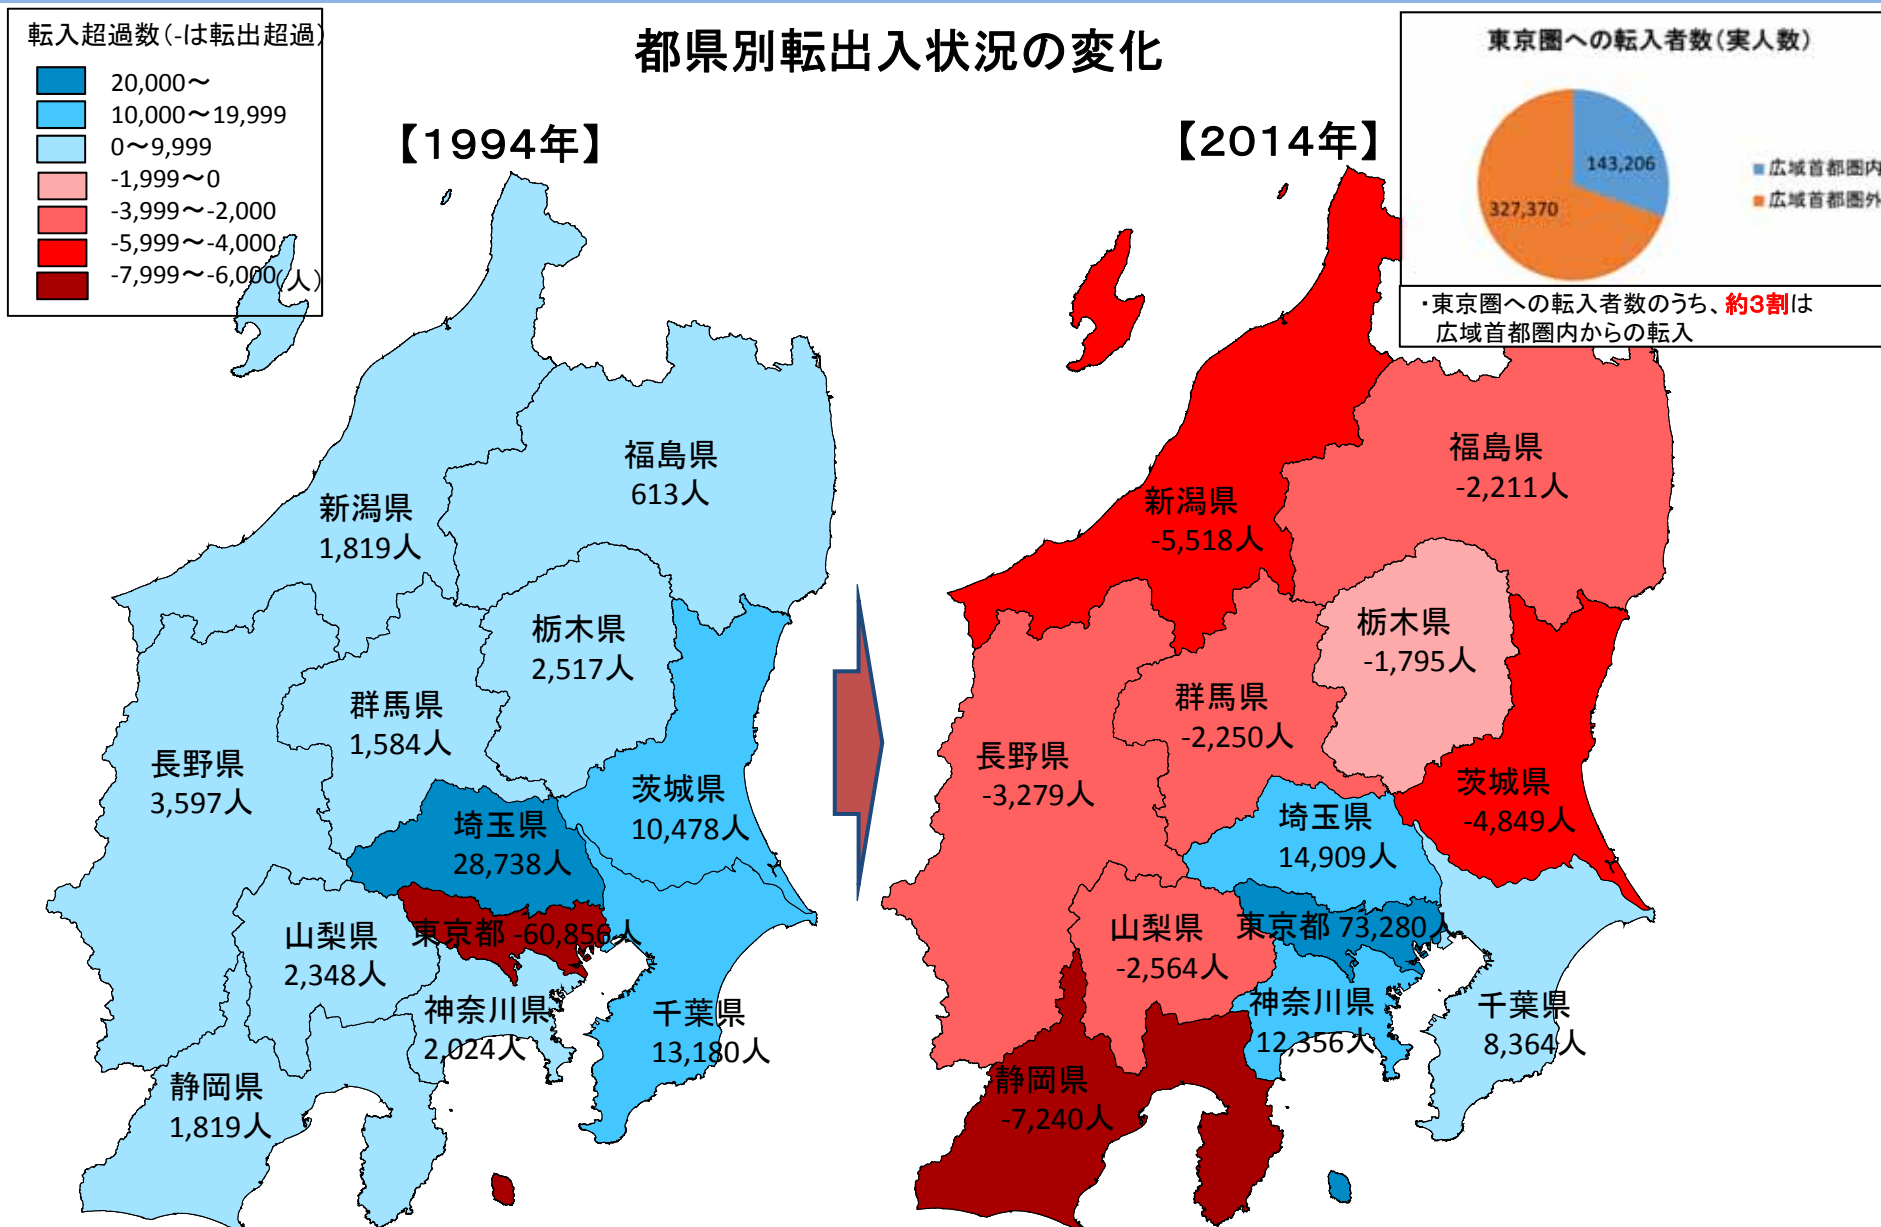 都県別転出入状況の変化
転入超過数(-は転出超過)
20,000～
10,000～19,999
0～9,999
-1,999～0
-3,999～-2,000
-5,999～-4,000
-7,999～-6,000(人)
東京圏への転入者数(実人数)
143,206
327,370
広域首都圏内
広域首都圏外
・東京圏への転入者数のうち、約3割は
広域首都圏内からの転入
【1994年】
福島県
613人
新潟県
1,819人
栃木県
2,517人
群馬県
1,584人
長野県
3,597人
茨城県
10,478人
埼玉県
28,738人
東京都 -60,856人
山梨県
2,348人
神奈川県
2,024人
千葉県
13,180人
静岡県
1,819人
【2014年】
福島県
-2,211人
新潟県
-5,518人
栃木県
-1,795人
群馬県
-2,250人
長野県
-3,279人
茨城県
-4,849人
埼玉県
14,909人
東京都 73,280人
山梨県
-2,564人
神奈川県
12,356人
千葉県
8,364人
静岡県
-7,240人